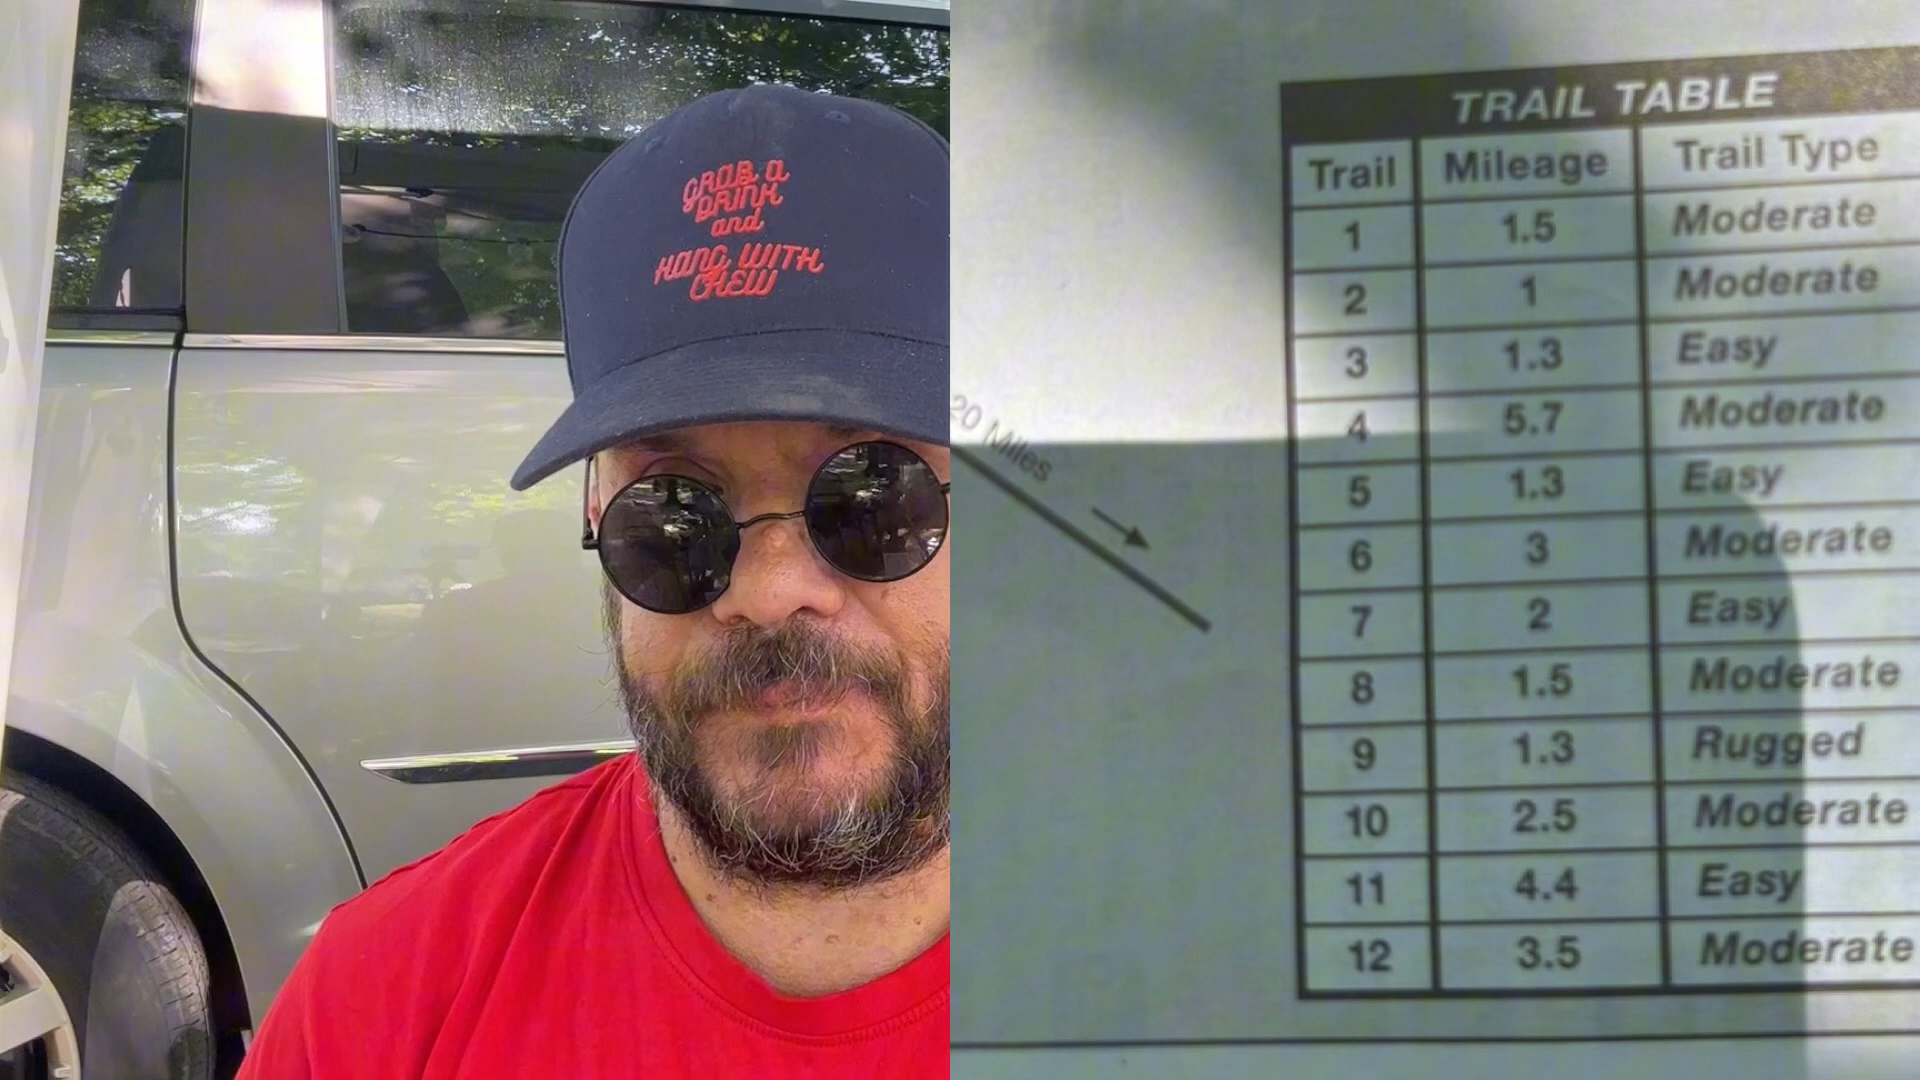 GRAB A
DRINK
and
HANG WITH
CHEW
20 Miles
TRAIL TABLE
Trail Mileage Trail Type
1 1.5 Moderate
2 1 Moderate
3 1.3 Easy
4 5.7 Moderate
5 1.3 Easy
6 3 Moderate
7 2 Easy
8 1.5 Moderate
9 1.3 Rugged
10 2.5 Moderate
11 4.4 Easy
12 3.5 Moderate